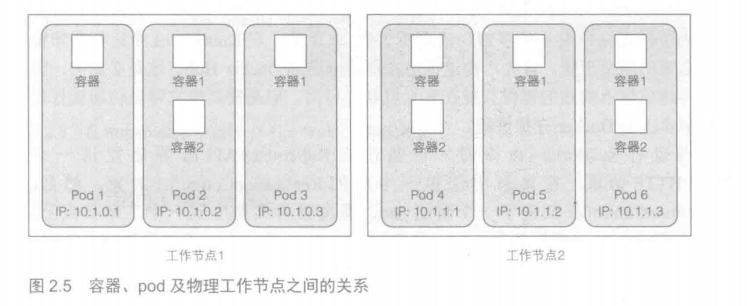 容器 容器1 容器1 容器 容器1 容器1
容器2 容器2 容器2
Pod 1 Pod 2 Pod 3 Pod 4 Pod 5 Pod 6
IP: 10.1.0.1 IP: 10.1.0.2 IP: 10.1.0.3 IP: 10.1.1.1 IP: 10.1.1.2 IP: 10.1.1.3
工作节点1 工作节点2
图 2.5 容器、pod 及物理工作节点之间的关系